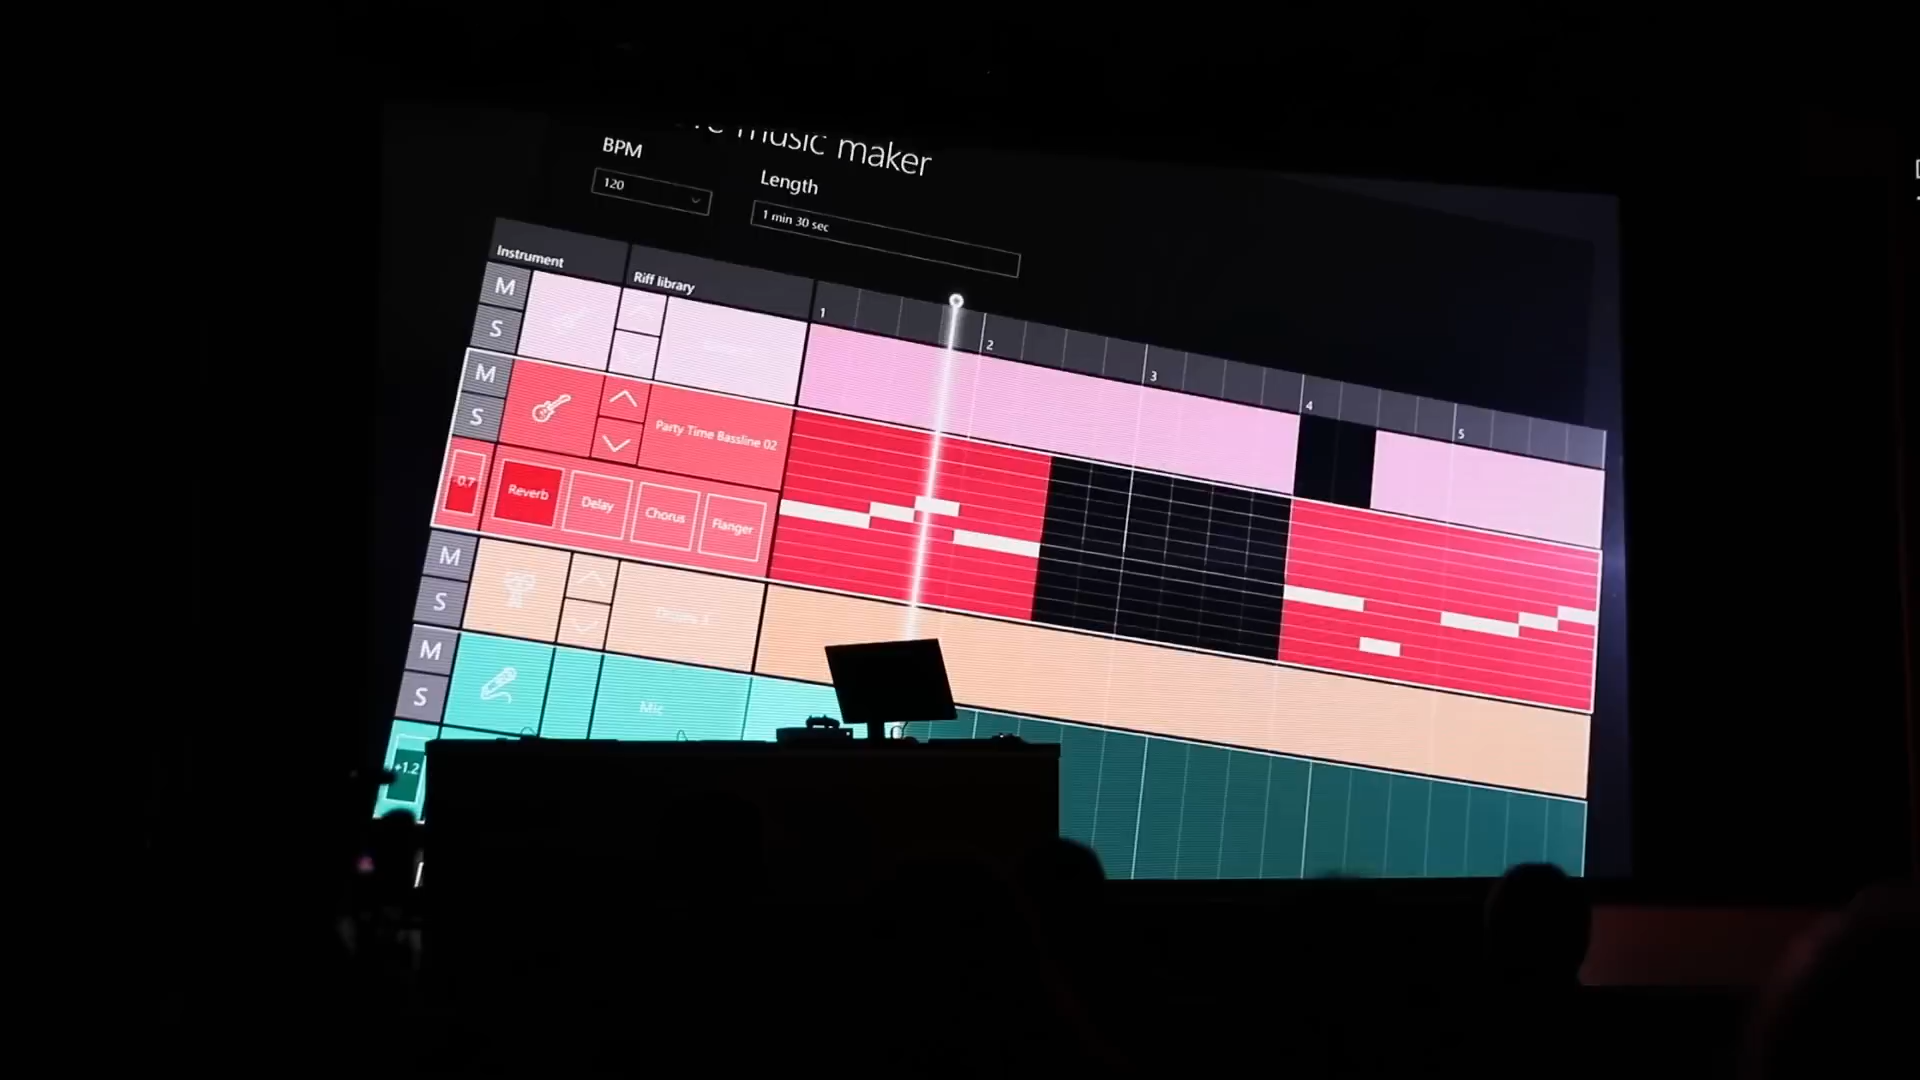 music maker
BPM
Length
120
1 min 30 sec
Instrument
Riff library
1
2
3
4
5
M
S
M
S
Party Time Bassline 02
-0.7
Reverb
Delay
Chorus
Flanger
M
S
M
S
Mic
+1.2